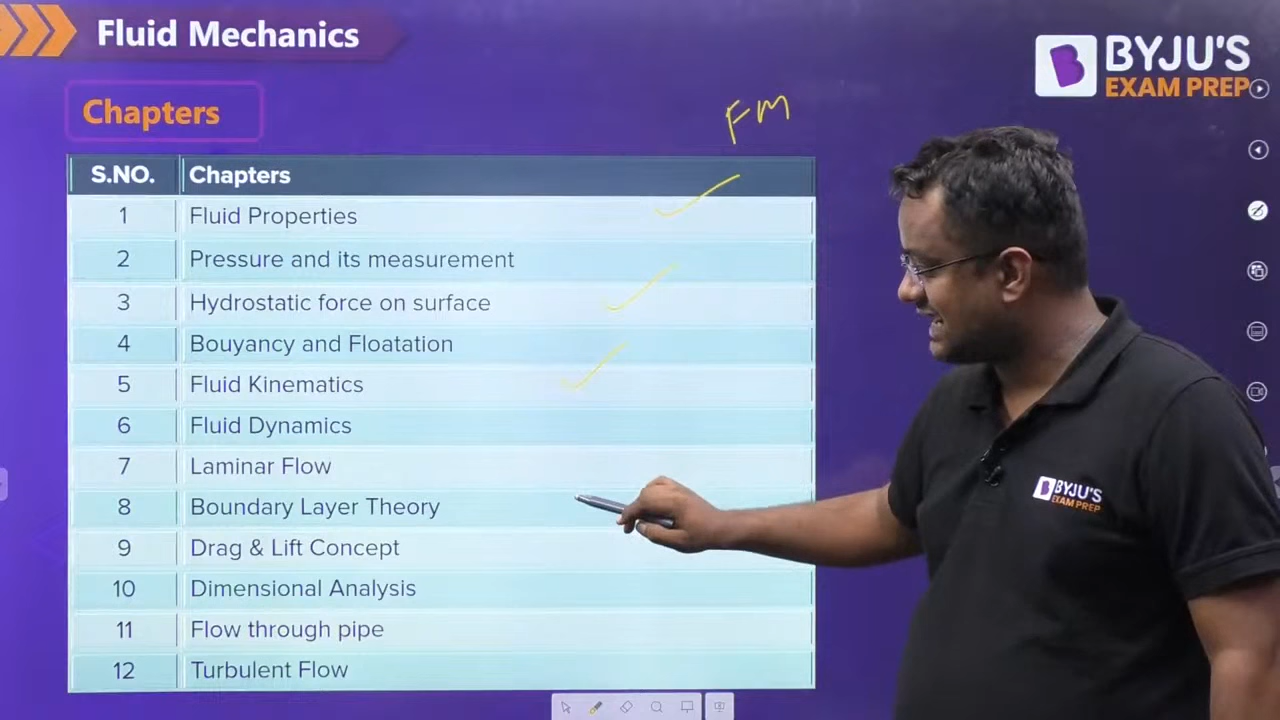 Fluid Mechanics
BYJU'S
EXAM PREP
Chapters
FM
S.NO. Chapters
1 Fluid Properties
2 Pressure and its measurement
3 Hydrostatic force on surface
4 Bouyancy and Floatation
5 Fluid Kinematics
6 Fluid Dynamics
7 Laminar Flow
8 Boundary Layer Theory
9 Drag & Lift Concept
10 Dimensional Analysis
11 Flow through pipe
12 Turbulent Flow
BYJU'S
EXAM PREP